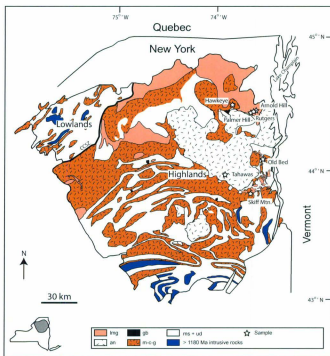 Quebec
75°W
74°W
45°N
New York
Hawkeye
Arnold Hill
Lowlands
Palmer Hill
Rutgers
Old Bed
44°N
Highlands
Tahawas
Skiff Mtn.
Vermont
N
30 km
43°N
lmg
gb
ms + ud
Sample
an
m-c-g
> 1180 Ma intrusive rocks